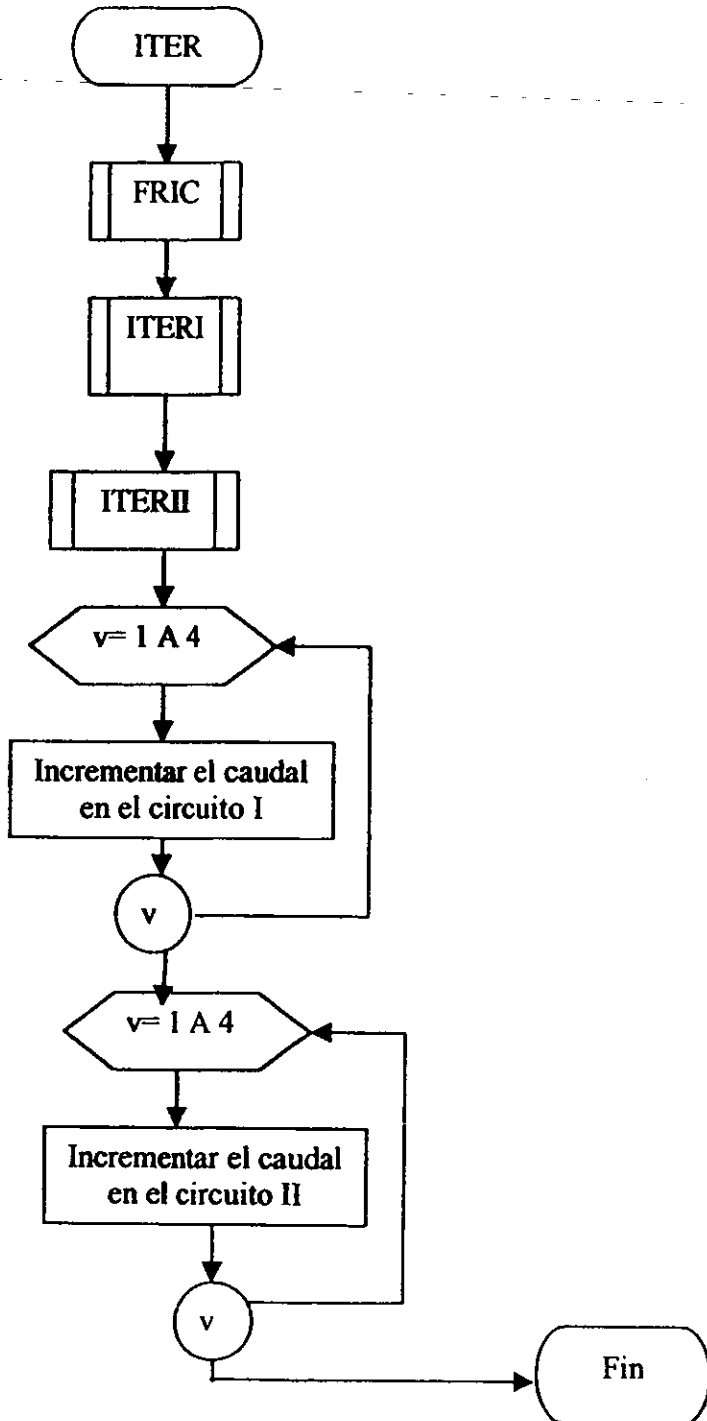 ITER
FRIC
ITERI
ITERII
v= 1 A 4
Incrementar el caudal
en el circuito I
v
v= 1 A 4
Incrementar el caudal
en el circuito II
v
Fin